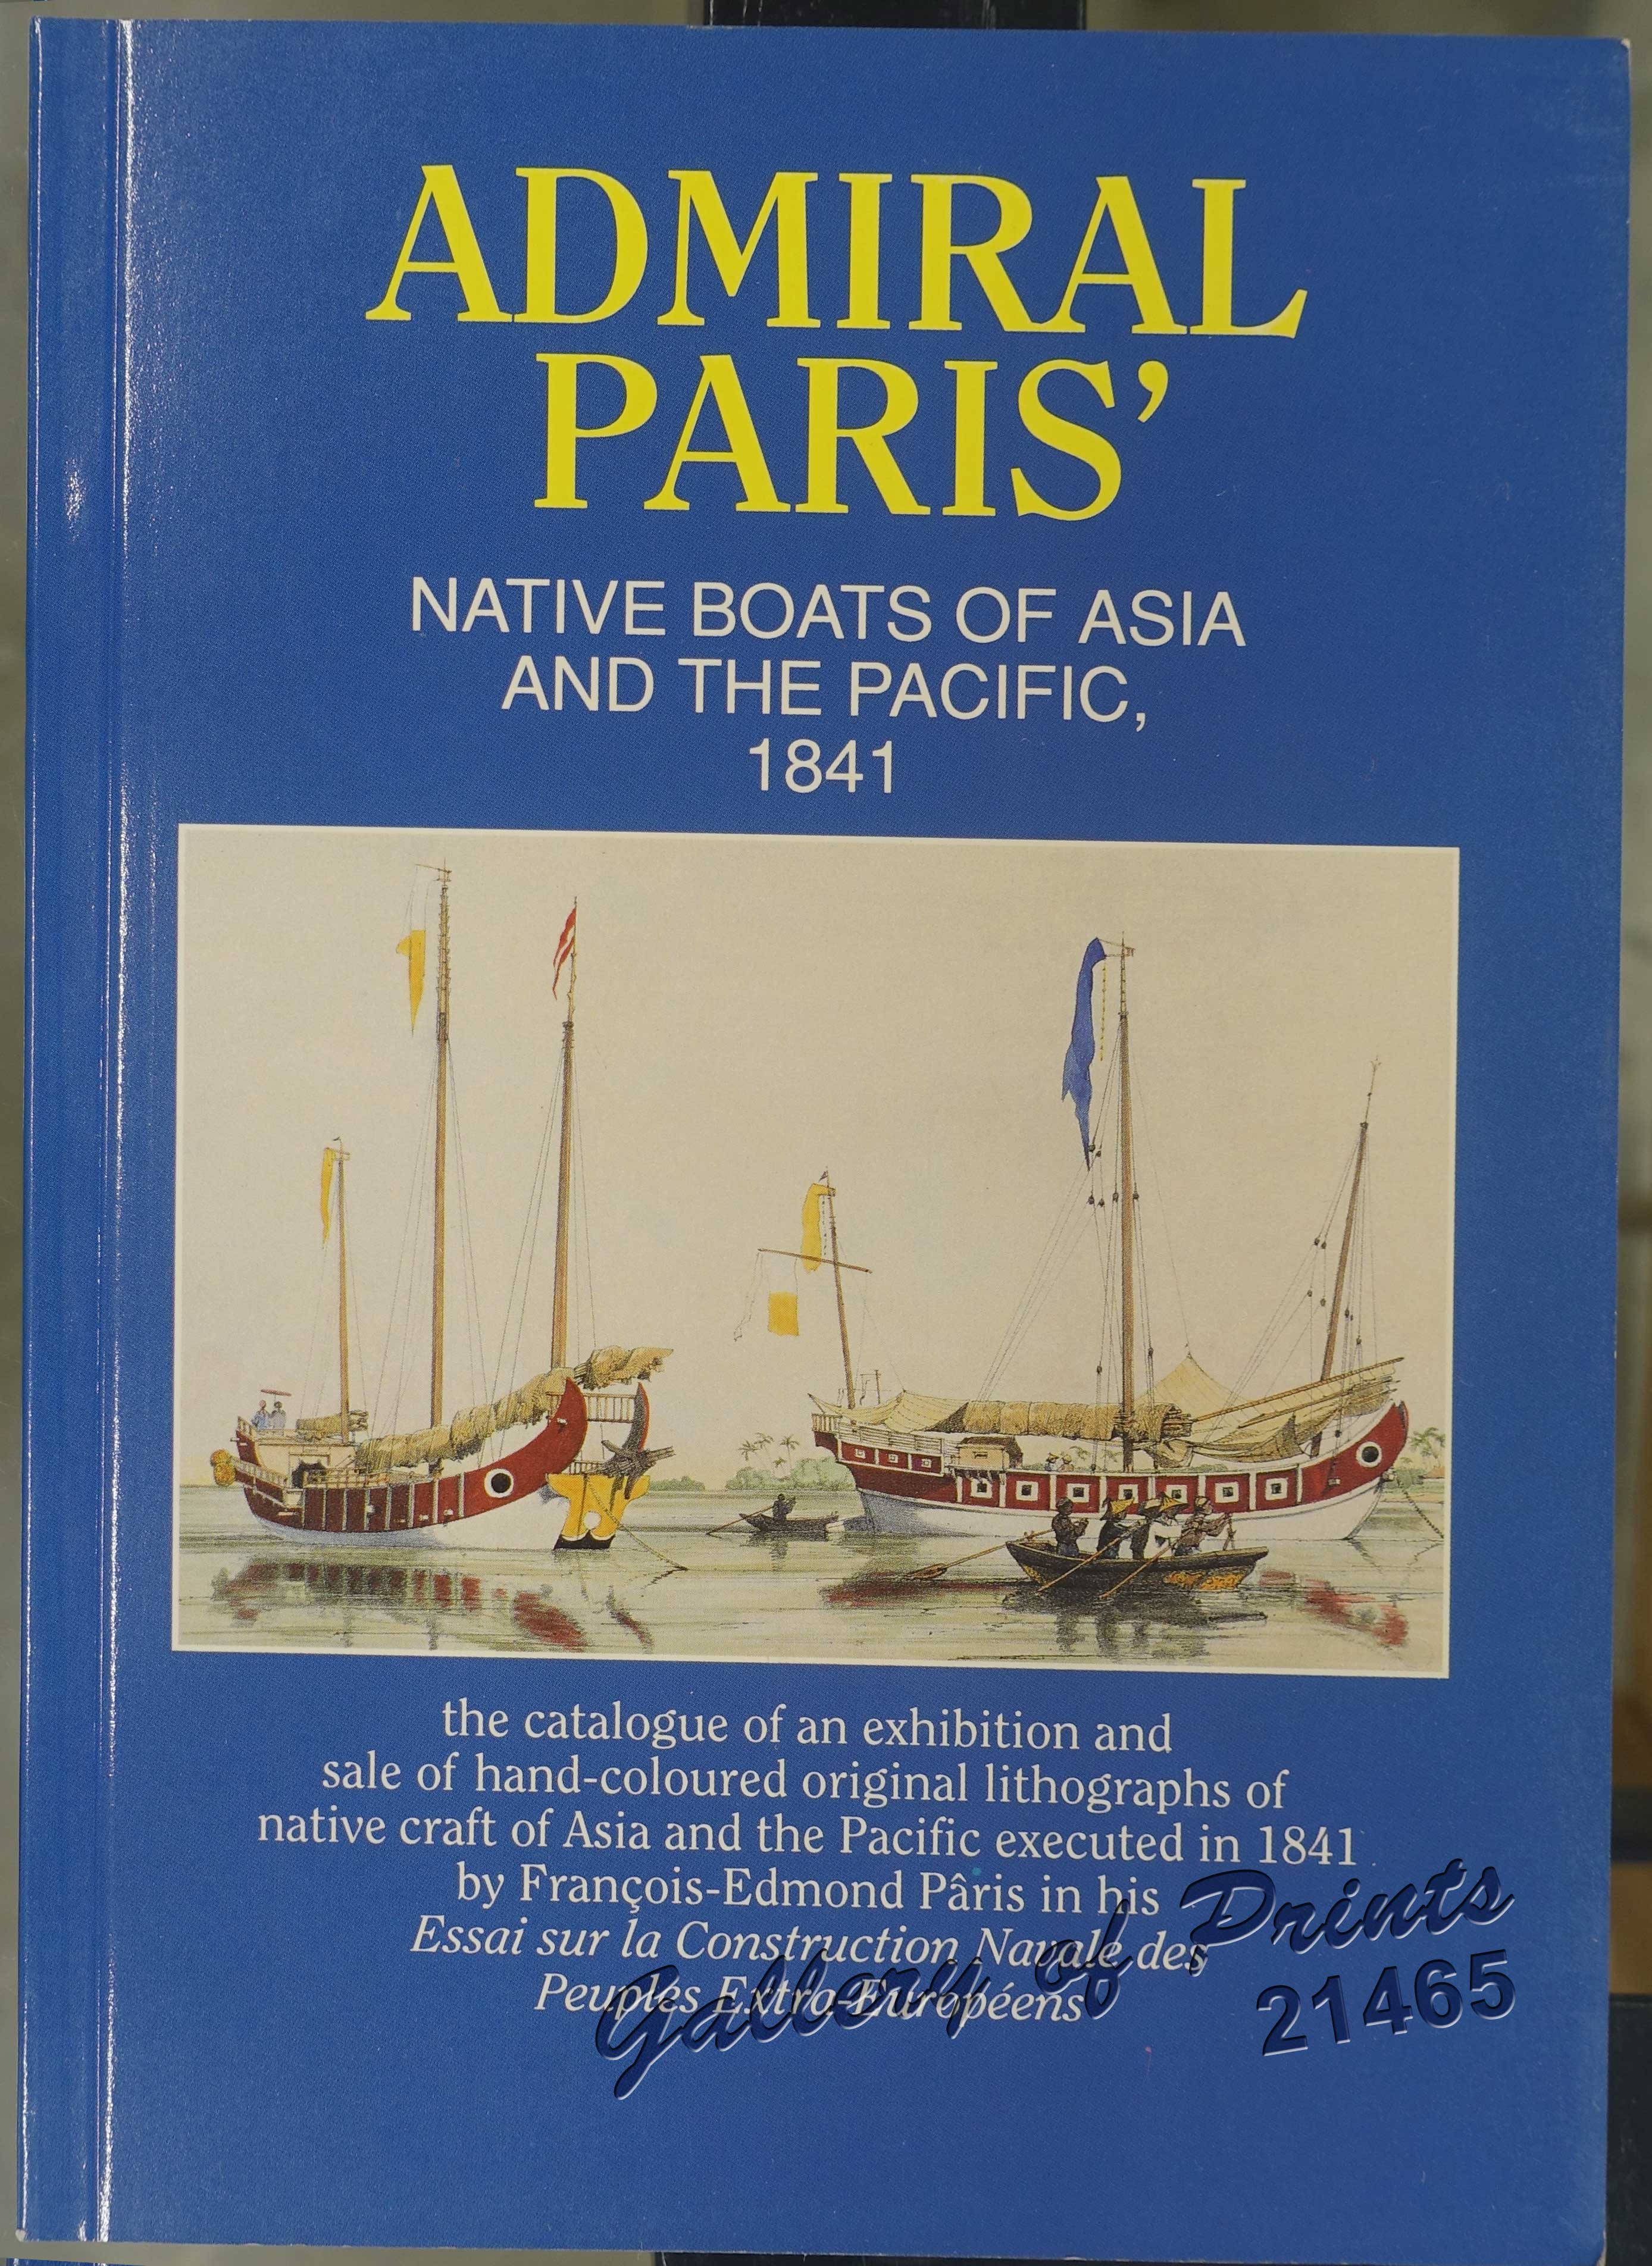 ADMIRAL
PARIS’
NATIVE BOATS OF ASIA
AND THE PACIFIC,
1841
the catalogue of an exhibition and
sale of hand-coloured original lithographs of
native craft of Asia and the Pacific executed in 1841
by François-Edmond Pâris in his
Essai sur la Construction Navale des
Peuples Extra-Européens
Gallery of Prints
21465